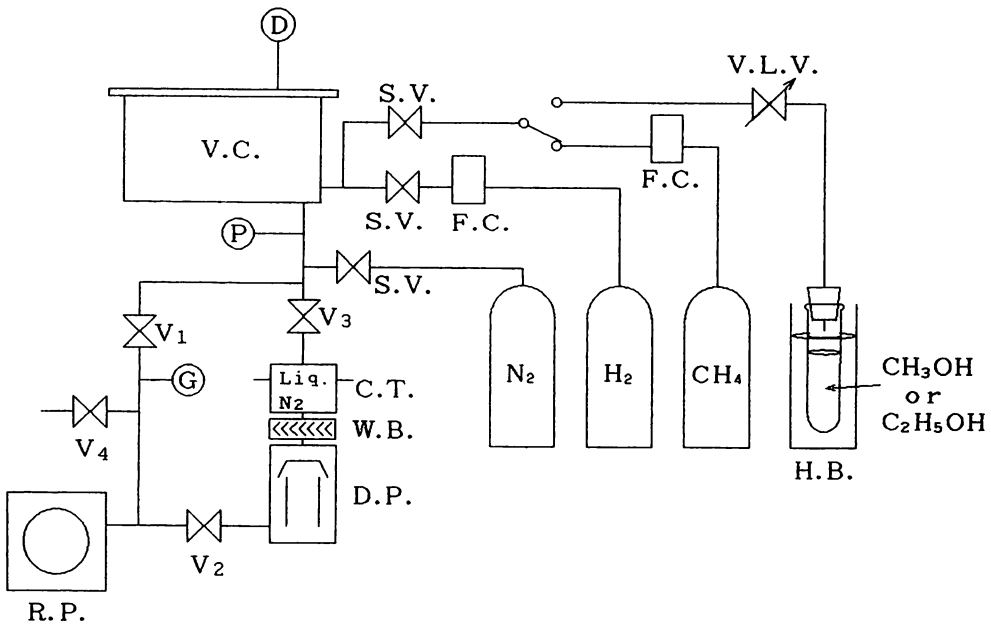 D
V.L.V.
S.V.
V.C.
F.C.
S.V.
F.C.
P
S.V.
V₃
V₁
G
Liq.
N₂
C.T.
N₂
H₂
CH₄
CH₃OH
or
C₂H₅OH
V₄
W.B.
H.B.
D.P.
V₂
R.P.